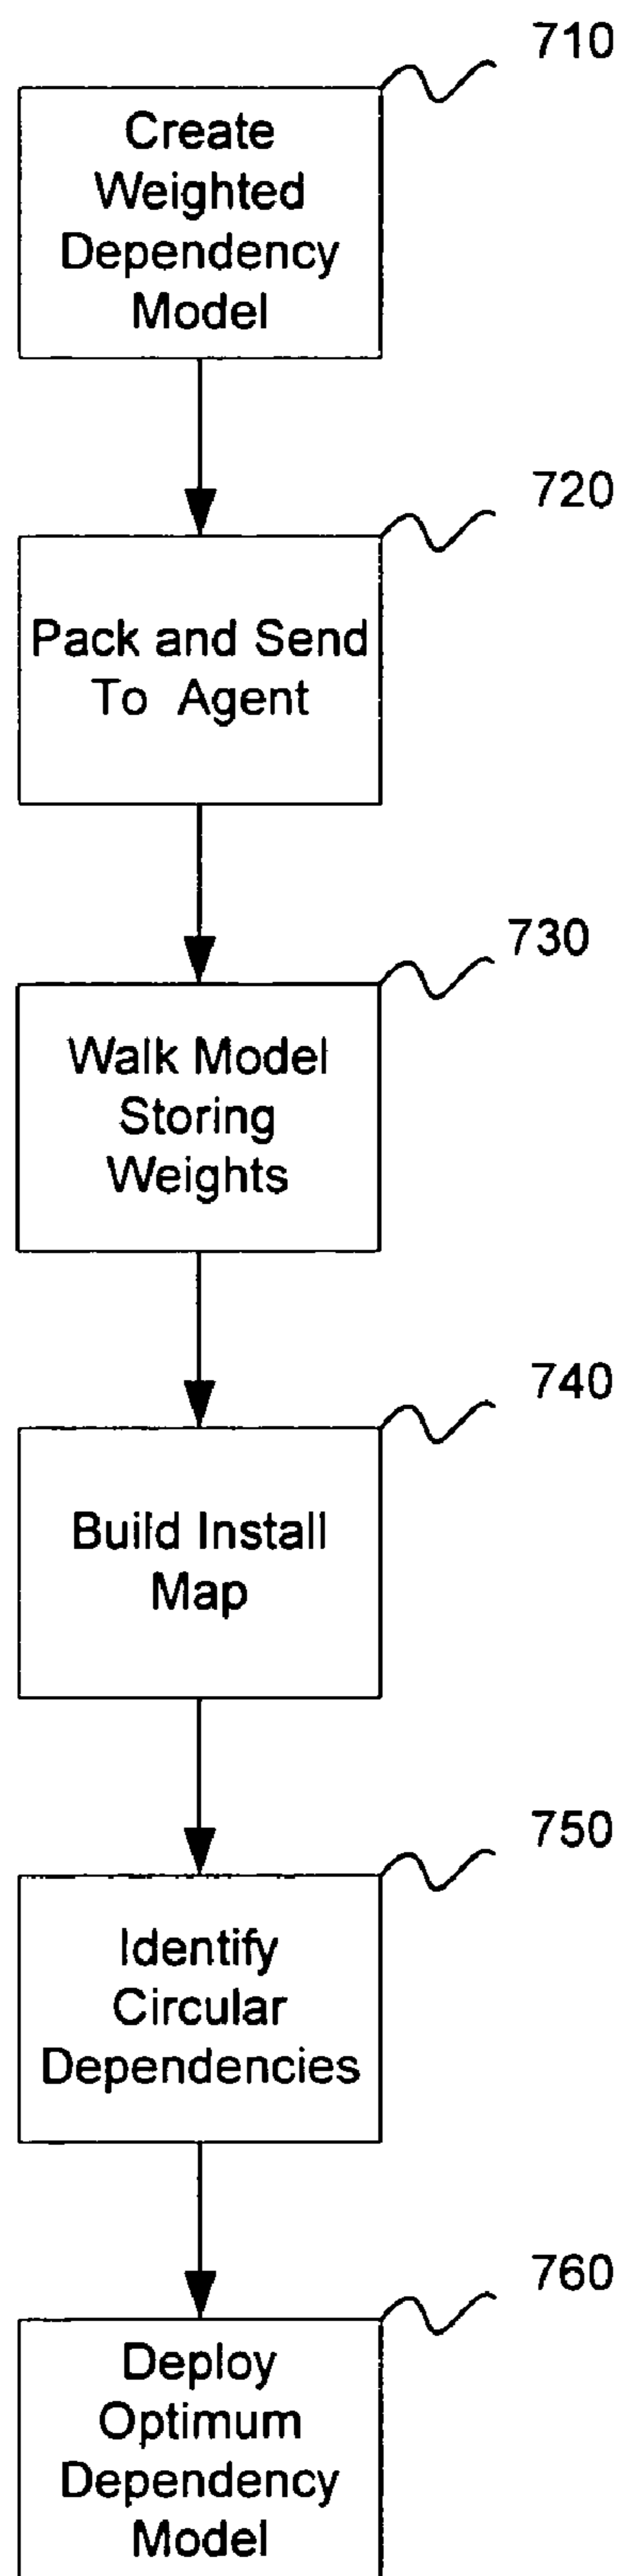 710
Create
Weighted
Dependency
Model
720
Pack and Send
To Agent
730
Walk Model
Storing
Weights
740
Build Install
Map
750
Identify
Circular
Dependencies
760
Deploy
Optimum
Dependency
Model